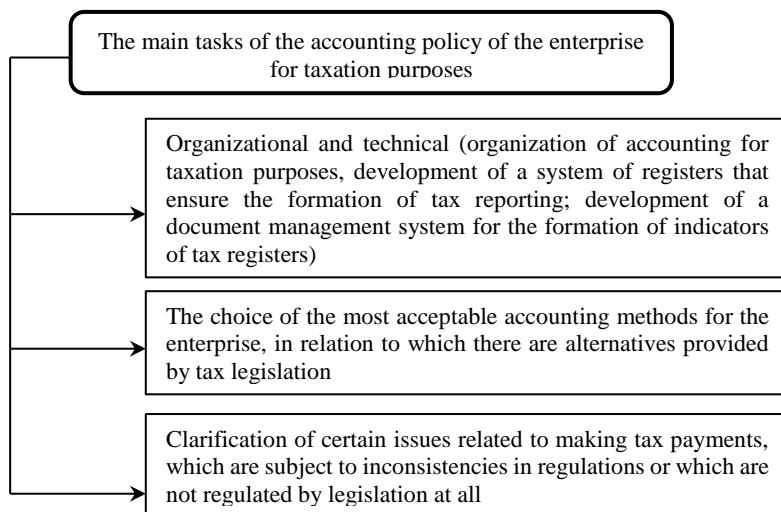 The main tasks of the accounting policy of the enterprise
for taxation purposes
Organizational and technical (organization of accounting for
taxation purposes, development of a system of registers that
ensure the formation of tax reporting; development of a
document management system for the formation of indicators
of tax registers)
The choice of the most acceptable accounting methods for the
enterprise, in relation to which there are alternatives provided
by tax legislation
Clarification of certain issues related to making tax payments,
which are subject to inconsistencies in regulations or which are
not regulated by legislation at all